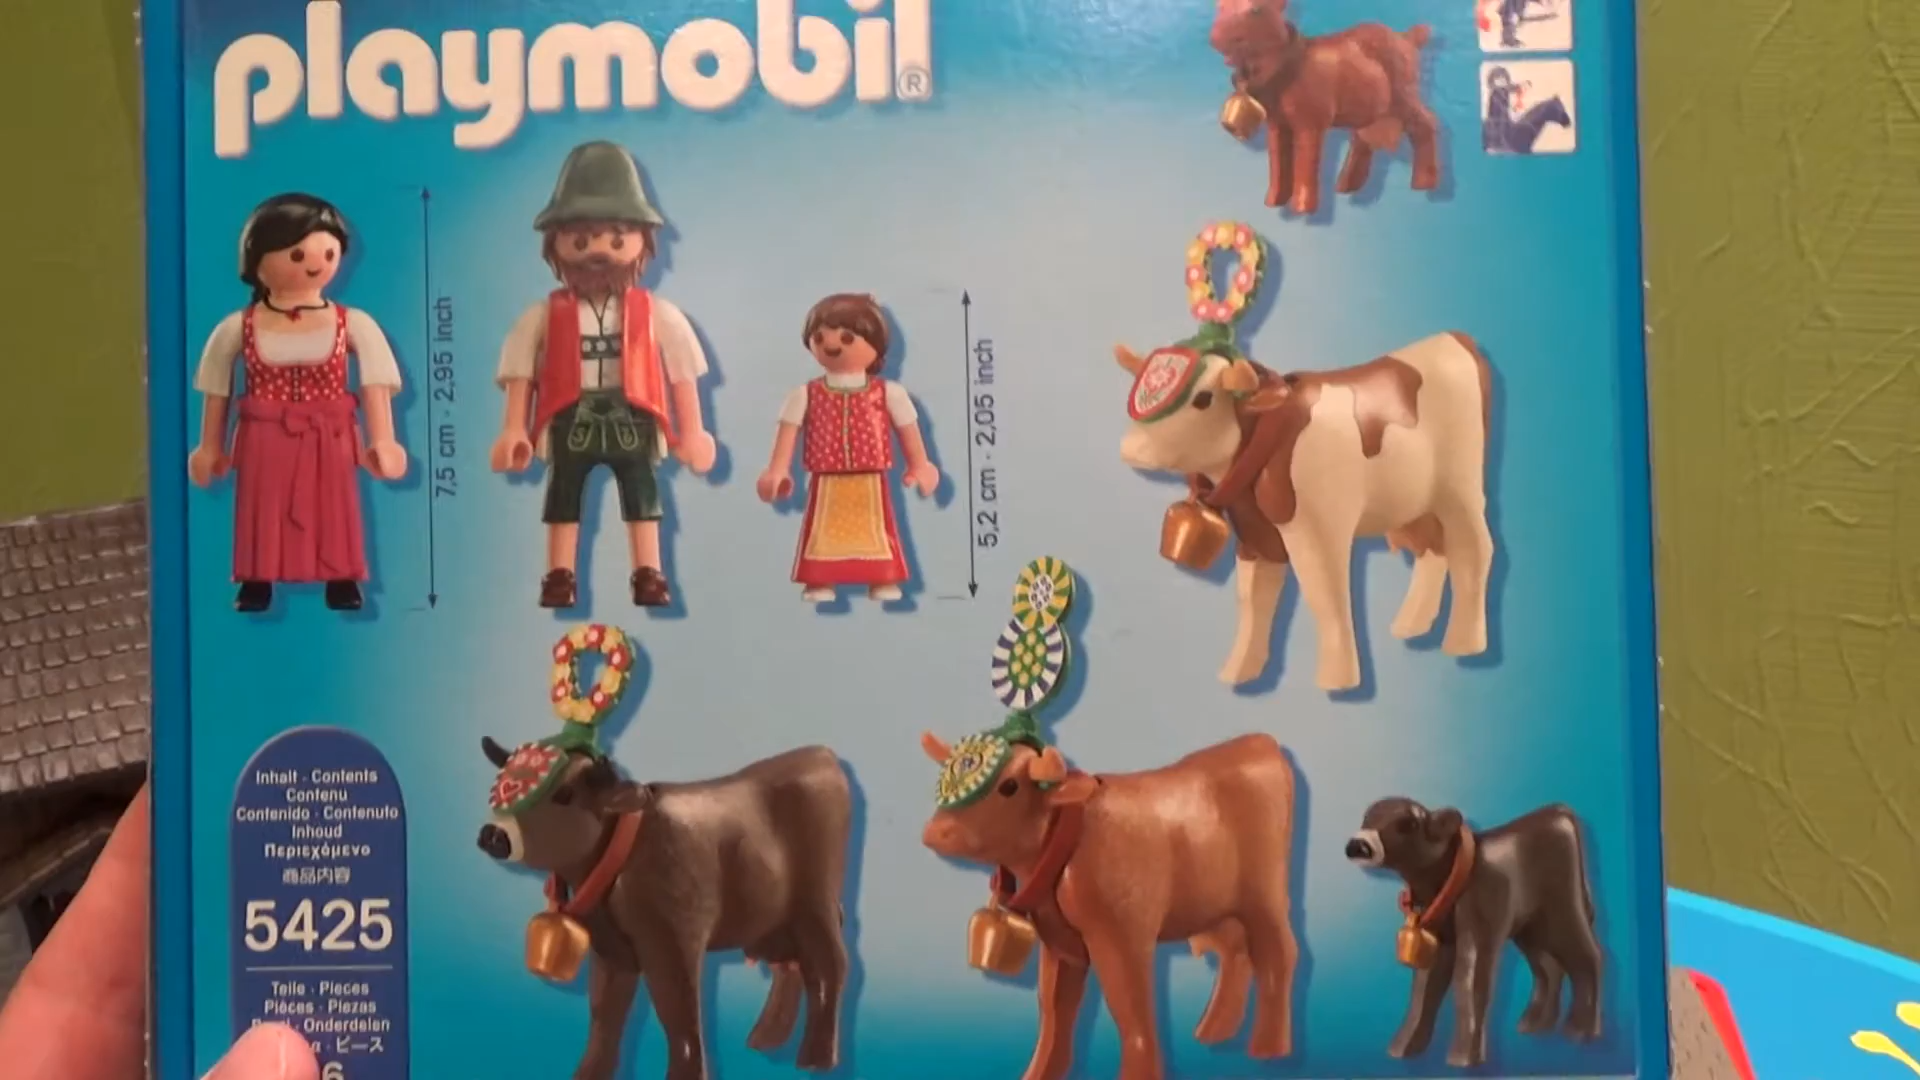 playmobil®
7,5 cm - 2,95 inch
5,2 cm - 2,05 inch
Inhalt · Contents
Contenu
Contenido · Contenuto
Inhoud
Περιεχόμενο
商品内容
5425
Teile · Pieces
Pièces · Piezas
Onderdelen
ピース
6